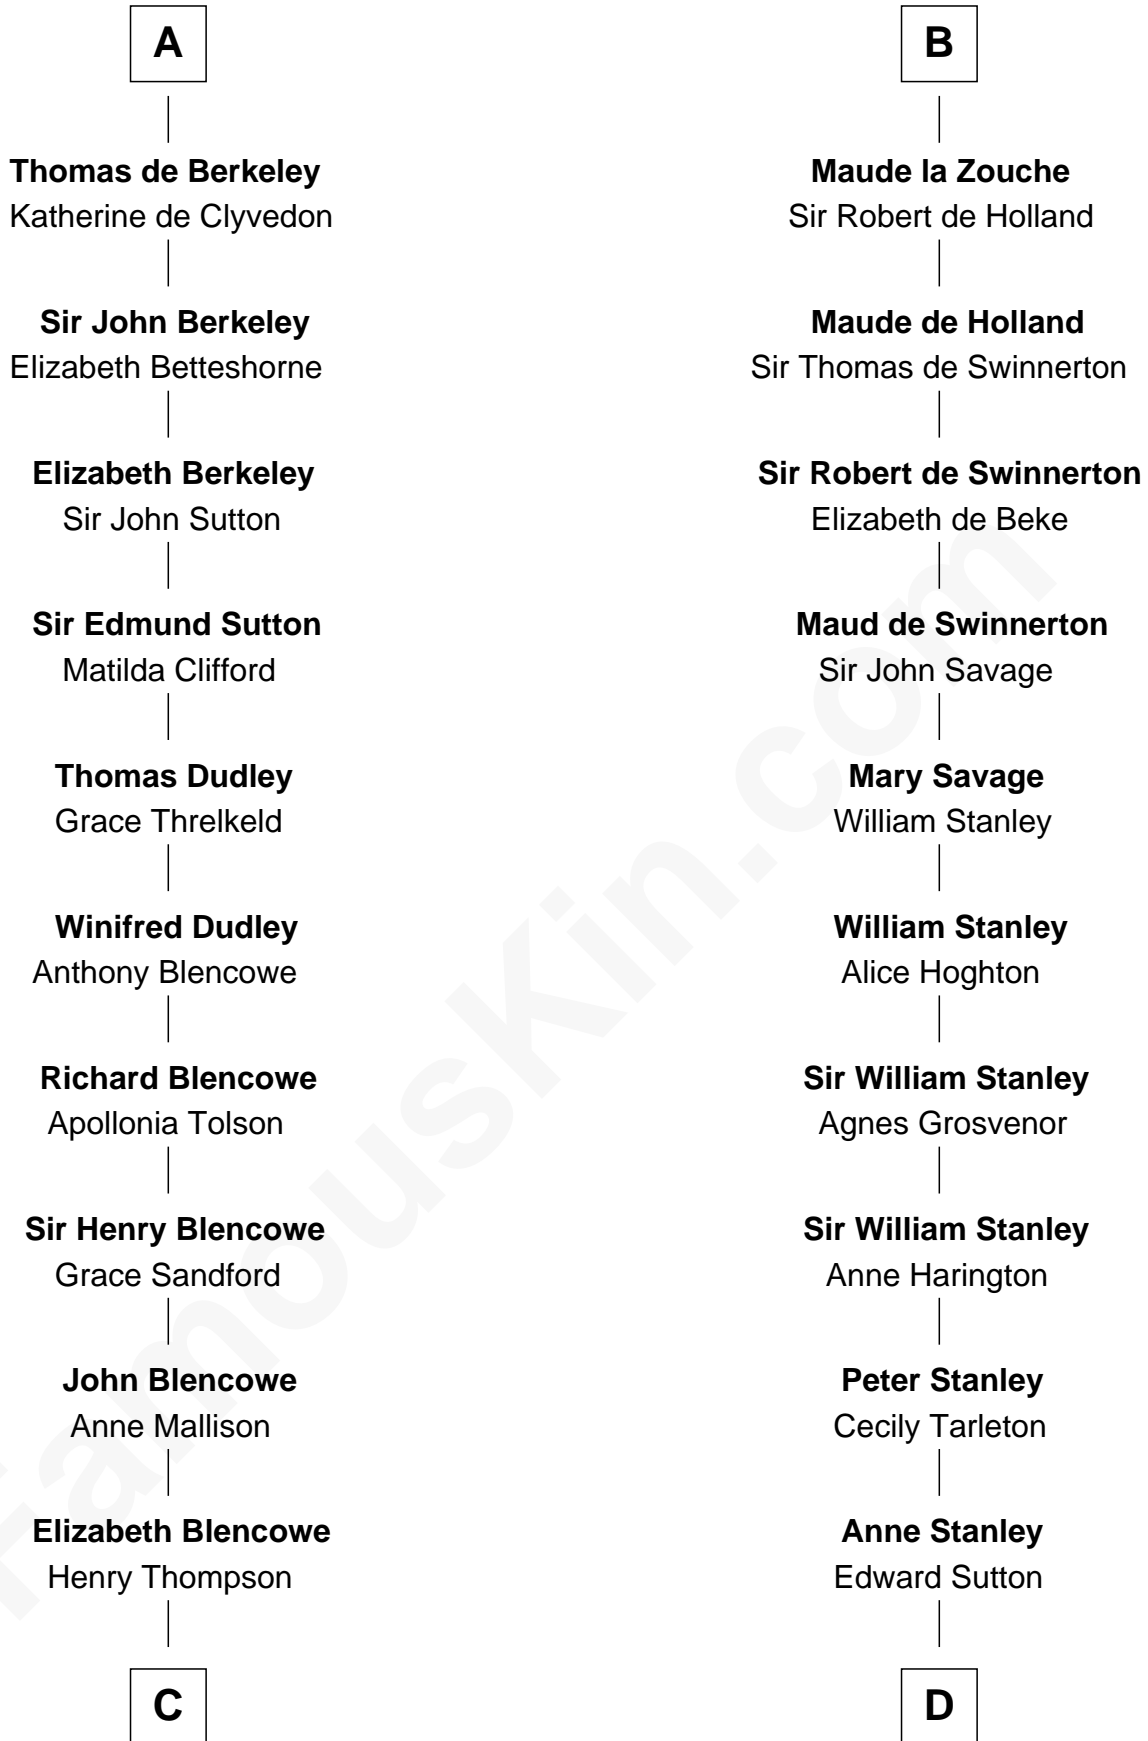 A
Thomas de Berkeley
Katherine de Clyvedon
Sir John Berkeley
Elizabeth Betteshorne
Elizabeth Berkeley
Sir John Sutton
Sir Edmund Sutton
Matilda Clifford
Thomas Dudley
Grace Threlkeld
Winifred Dudley
Anthony Blencowe
Richard Blencowe
Apollonia Tolson
Sir Henry Blencowe
Grace Sandford
John Blencowe
Anne Mallison
Elizabeth Blencowe
Henry Thompson
C
B
Maude la Zouche
Sir Robert de Holland
Maude de Holland
Sir Thomas de Swinnerton
Sir Robert de Swinnerton
Elizabeth de Beke
Maud de Swinnerton
Sir John Savage
Mary Savage
William Stanley
William Stanley
Alice Hoghton
Sir William Stanley
Agnes Grosvenor
Sir William Stanley
Anne Harington
Peter Stanley
Cecily Tarleton
Anne Stanley
Edward Sutton
D
FamousKin.com